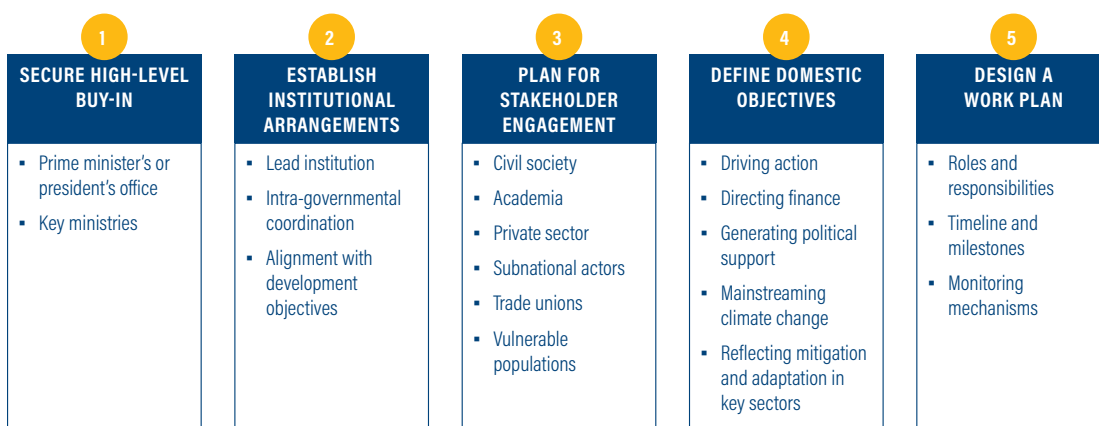 1
SECURE HIGH-LEVEL
BUY-IN
▪ Prime minister's or
president's office
▪ Key ministries
2
ESTABLISH
INSTITUTIONAL
ARRANGEMENTS
▪ Lead institution
▪ Intra-governmental
coordination
▪ Alignment with
development
objectives
3
PLAN FOR
STAKEHOLDER
ENGAGEMENT
▪ Civil society
▪ Academia
▪ Private sector
▪ Subnational actors
▪ Trade unions
▪ Vulnerable
populations
4
DEFINE DOMESTIC
OBJECTIVES
▪ Driving action
▪ Directing finance
▪ Generating political
support
▪ Mainstreaming
climate change
▪ Reflecting mitigation
and adaptation in
key sectors
5
DESIGN A
WORK PLAN
▪ Roles and
responsibilities
▪ Timeline and
milestones
▪ Monitoring
mechanisms